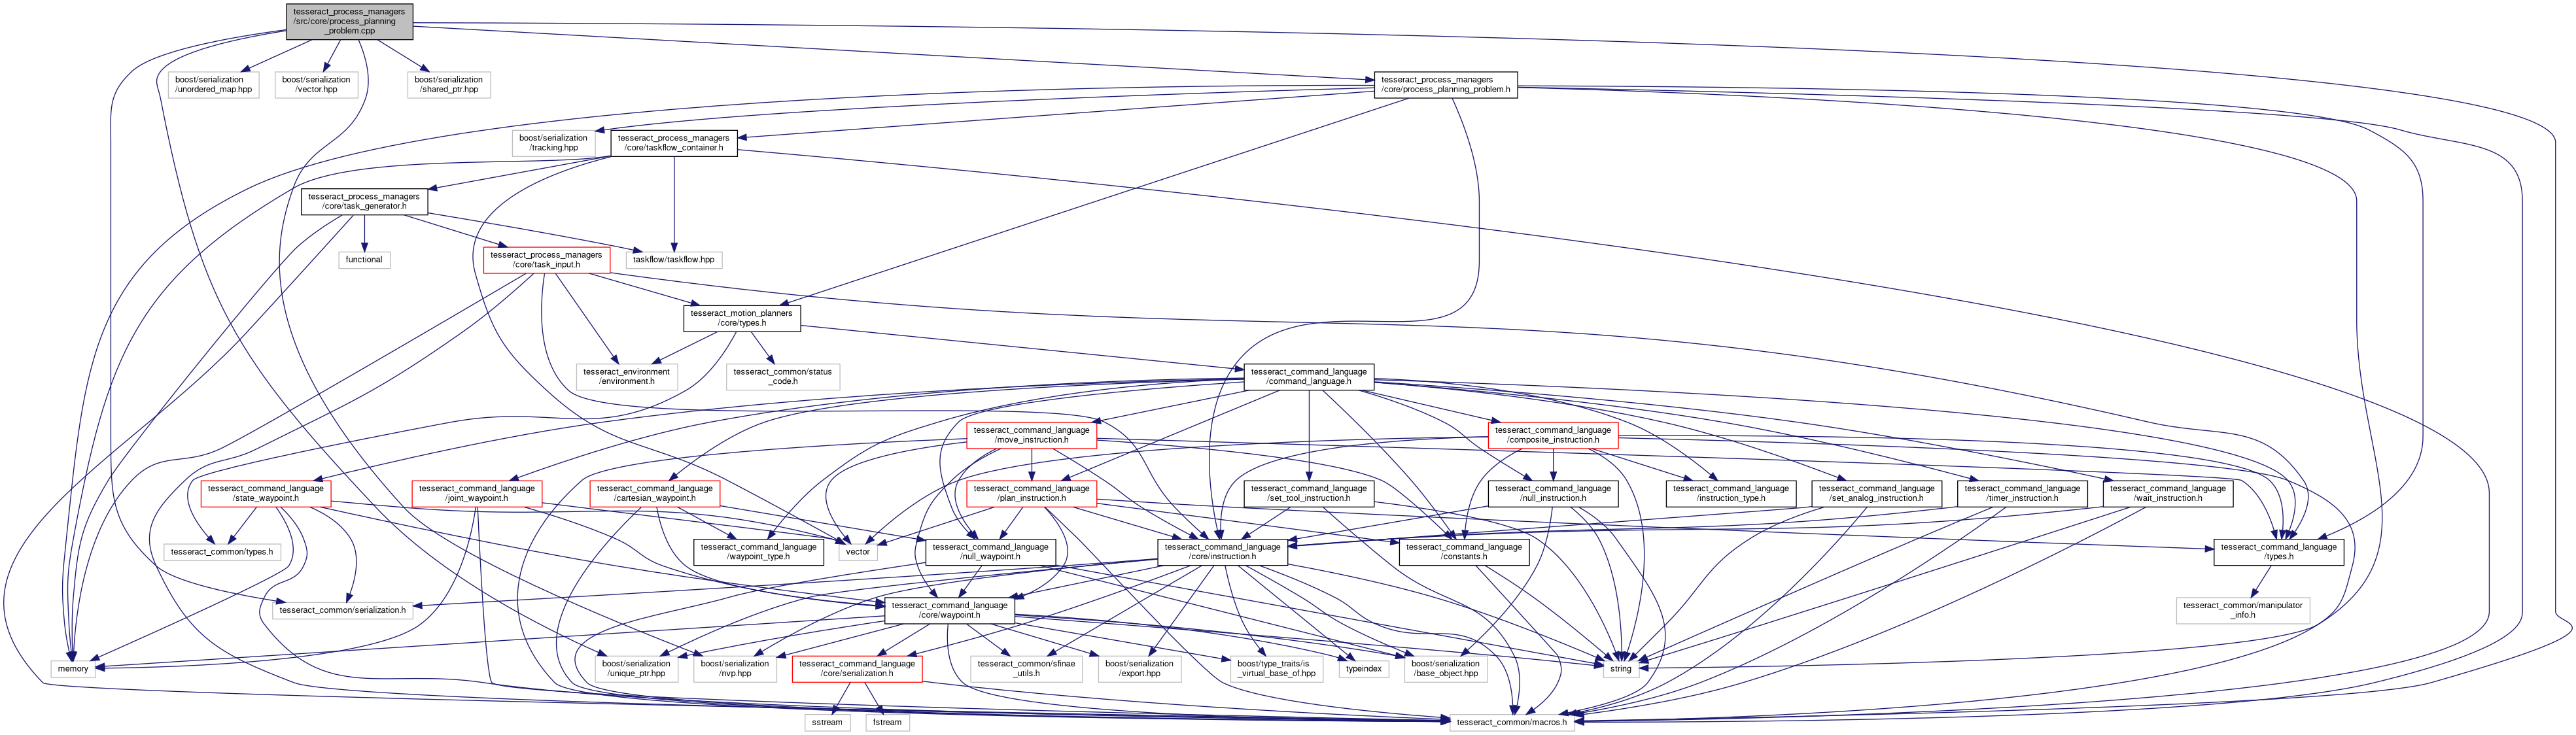 tesseract_process_managers
/src/core/process_planning
_problem.cpp
boost/serialization
/unordered_map.hpp
boost/serialization
/vector.hpp
boost/serialization
/shared_ptr.hpp
tesseract_process_managers
/core/process_planning_problem.h
boost/serialization
/tracking.hpp
tesseract_process_managers
/core/taskflow_container.h
tesseract_process_managers
/core/task_generator.h
functional
tesseract_process_managers
/core/task_input.h
taskflow/taskflow.hpp
tesseract_motion_planners
/core/types.h
tesseract_environment
/environment.h
tesseract_common/status
_code.h
tesseract_command_language
/command_language.h
tesseract_command_language
/move_instruction.h
tesseract_command_language
/composite_instruction.h
tesseract_command_language
/state_waypoint.h
tesseract_command_language
/joint_waypoint.h
tesseract_command_language
/cartesian_waypoint.h
tesseract_command_language
/plan_instruction.h
tesseract_command_language
/set_tool_instruction.h
tesseract_command_language
/null_instruction.h
tesseract_command_language
/instruction_type.h
tesseract_command_language
/set_analog_instruction.h
tesseract_command_language
/timer_instruction.h
tesseract_command_language
/wait_instruction.h
tesseract_common/types.h
tesseract_command_language
/waypoint_type.h
vector
tesseract_command_language
/null_waypoint.h
tesseract_command_language
/core/instruction.h
tesseract_command_language
/constants.h
tesseract_command_language
/types.h
tesseract_common/serialization.h
tesseract_command_language
/core/waypoint.h
tesseract_common/manipulator
_info.h
memory
boost/serialization
/unique_ptr.hpp
boost/serialization
/nvp.hpp
tesseract_command_language
/core/serialization.h
tesseract_common/sfinae
_utils.h
boost/serialization
/export.hpp
boost/type_traits/is
_virtual_base_of.hpp
typeindex
boost/serialization
/base_object.hpp
string
sstream
fstream
tesseract_common/macros.h